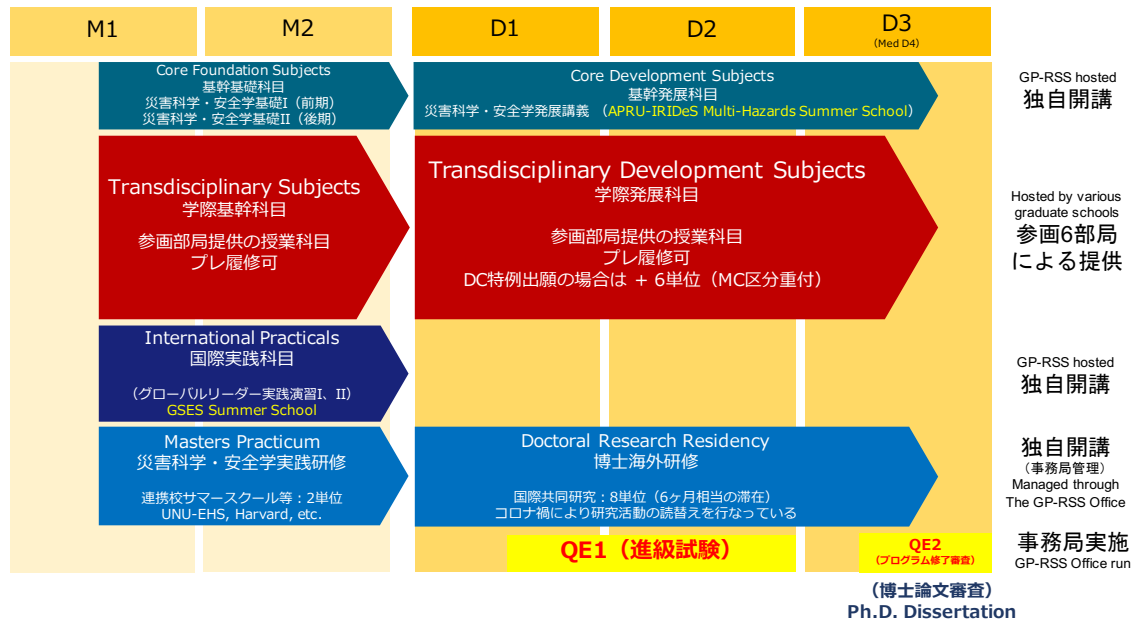 M1
M2
D1
D2
D3
(Med D4)
Core Foundation Subjects
基幹基礎科目
災害科学・安全学基礎I（前期）
災害科学・安全学基礎II（後期）
Core Development Subjects
基幹発展科目
災害科学・安全学発展講義 （APRU-IRIDeS Multi-Hazards Summer School）
GP-RSS hosted
独自開講
Transdisciplinary Subjects
学際基幹科目
参画部局提供の授業科目
プレ履修可
Transdisciplinary Development Subjects
学際発展科目
参画部局提供の授業科目
プレ履修可
DC特例出願の場合は + 6単位（MC区分重付）
Hosted by various
graduate schools
参画6部局
による提供
International Practicals
国際実践科目
（グローバルリーダー実践演習I、II）
GSES Summer School
GP-RSS hosted
独自開講
Masters Practicum
災害科学・安全学実践研修
連携校サマースクール等：2単位
UNU-EHS, Harvard, etc.
Doctoral Research Residency
博士海外研修
国際共同研究：8単位（6ヶ月相当の滞在）
コロナ禍により研究活動の読替えを行なっている
独自開講
（事務局管理）
Managed through
The GP-RSS Office
QE1（進級試験）
QE2
（プログラム修了審査）
事務局実施
GP-RSS Office run
（博士論文審査）
Ph.D. Dissertation